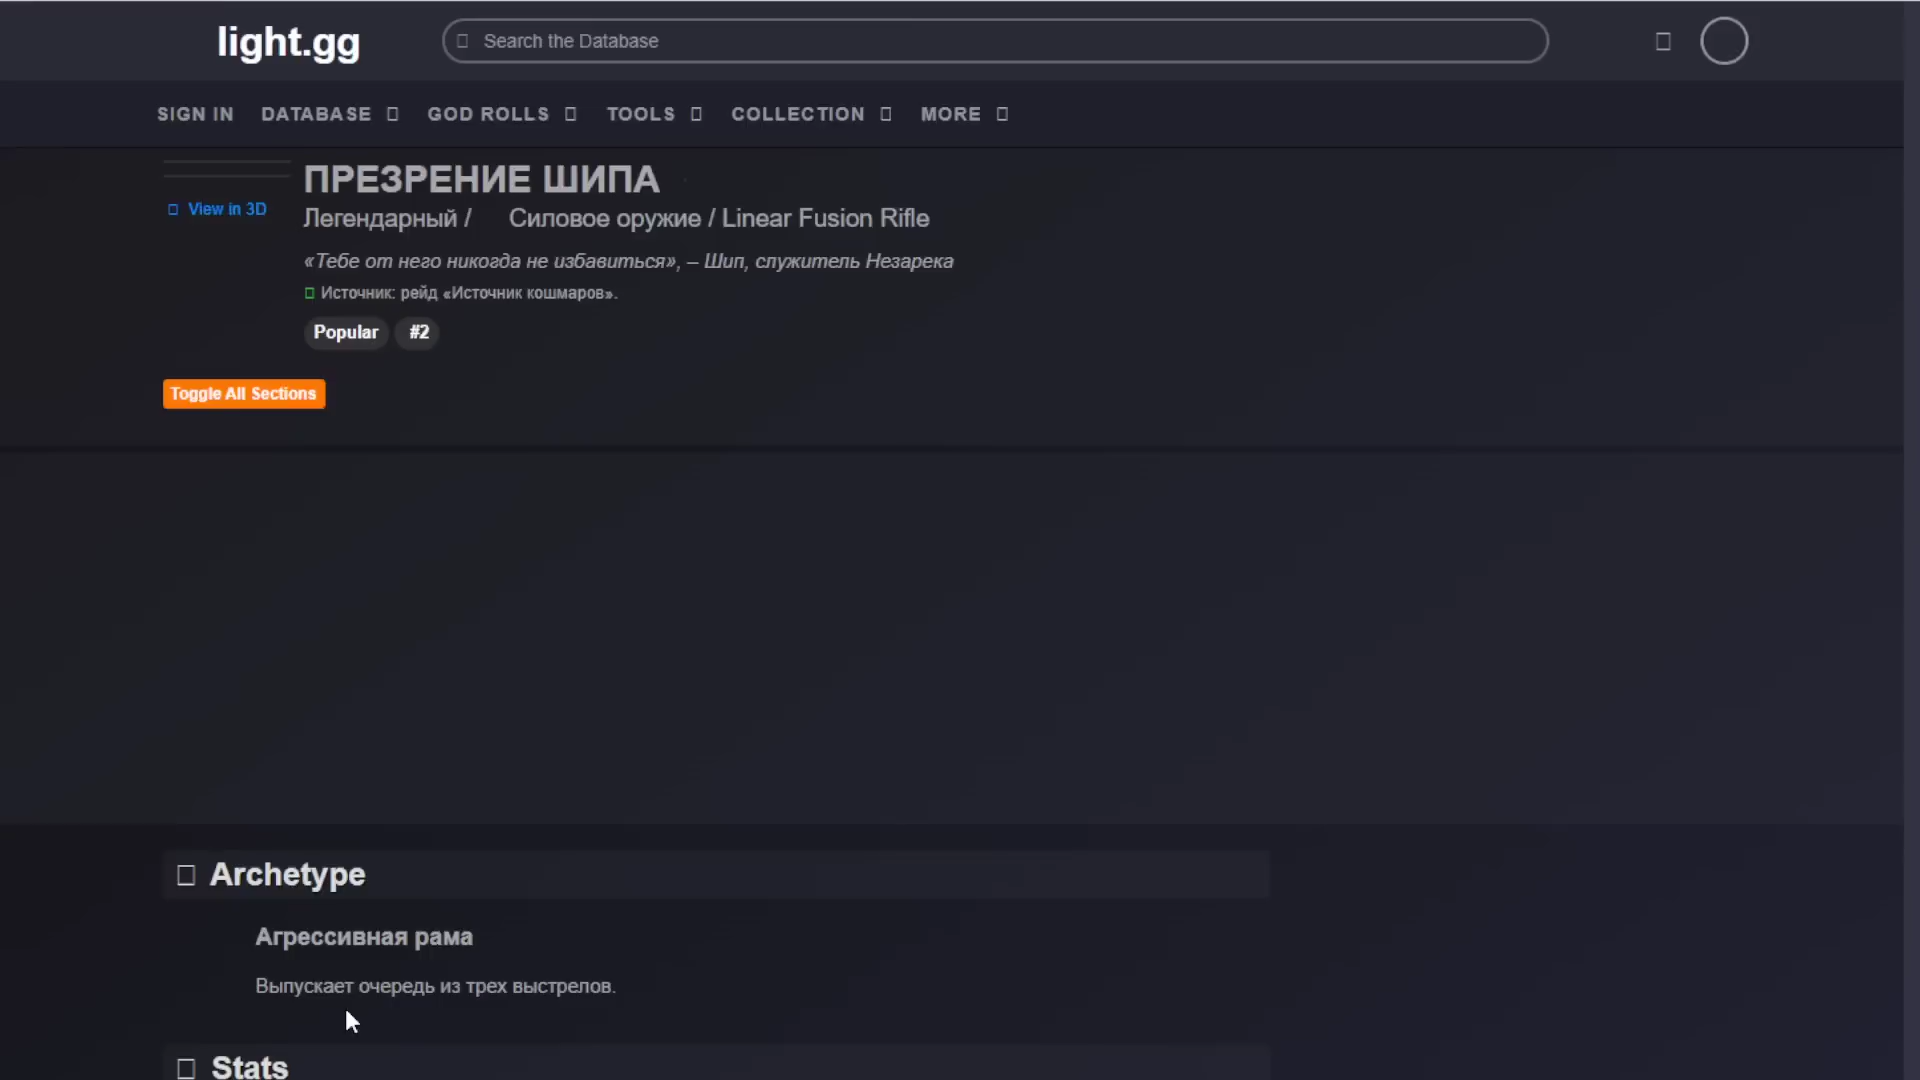 light.gg
Search the Database
SIGN IN DATABASE GOD ROLLS TOOLS COLLECTION MORE
ПРЕЗРЕНИЕ ШИПА
View in 3D
Легендарный / Силовое оружие / Linear Fusion Rifle
«Тебе от него никогда не избавиться», – Шип, служитель Незарека
Источник: рейд «Источник кошмаров».
Popular #2
Toggle All Sections
Archetype
Агрессивная рама
Выпускает очередь из трех выстрелов.
Stats